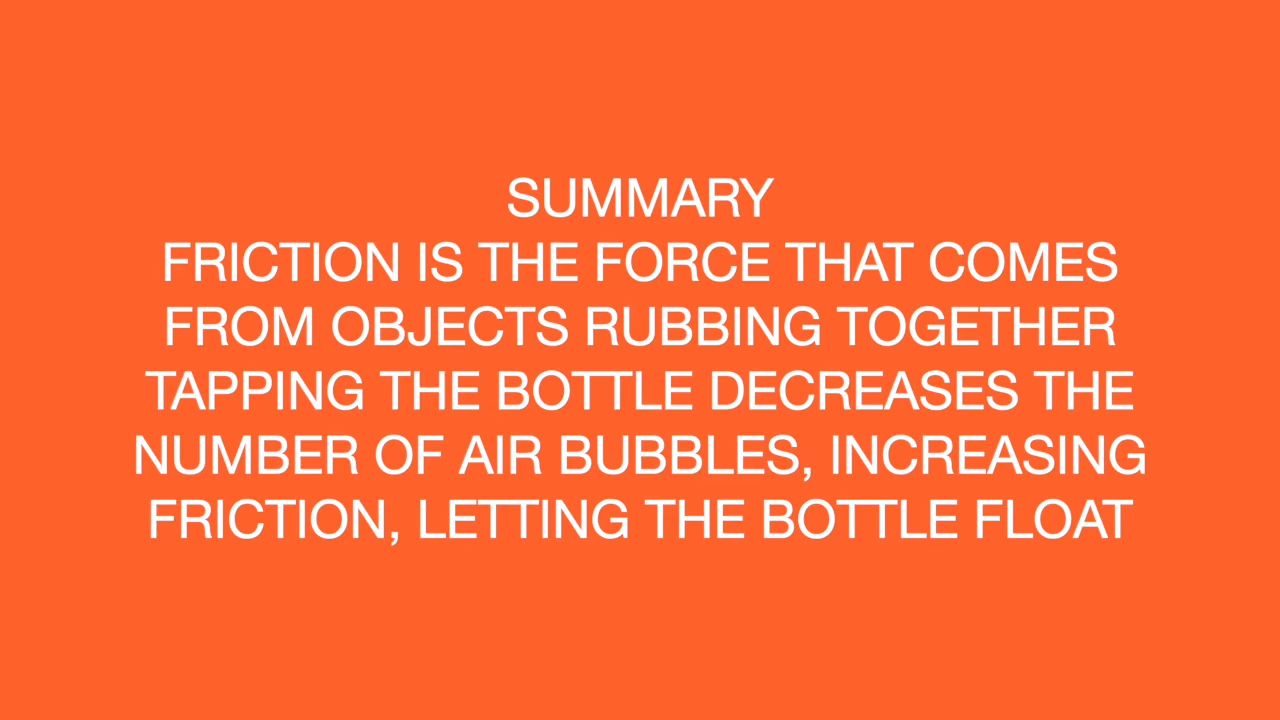 SUMMARY
FRICTION IS THE FORCE THAT COMES
FROM OBJECTS RUBBING TOGETHER
TAPPING THE BOTTLE DECREASES THE
NUMBER OF AIR BUBBLES, INCREASING
FRICTION, LETTING THE BOTTLE FLOAT